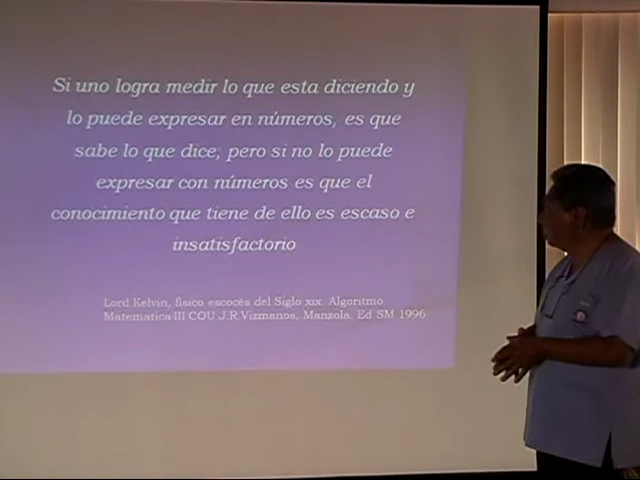 Si uno logra medir lo que esta diciendo y
lo puede expresar en números, es que
sabe lo que dice; pero si no lo puede
expresar con números es que el
conocimiento que tiene de ello es escaso e
insatisfactorio
Lord Kelvin, físico escocés del Siglo XIX. Algoritmo
Matematica III COU J.R.Vizmanos, Manzola. Ed SM 1996